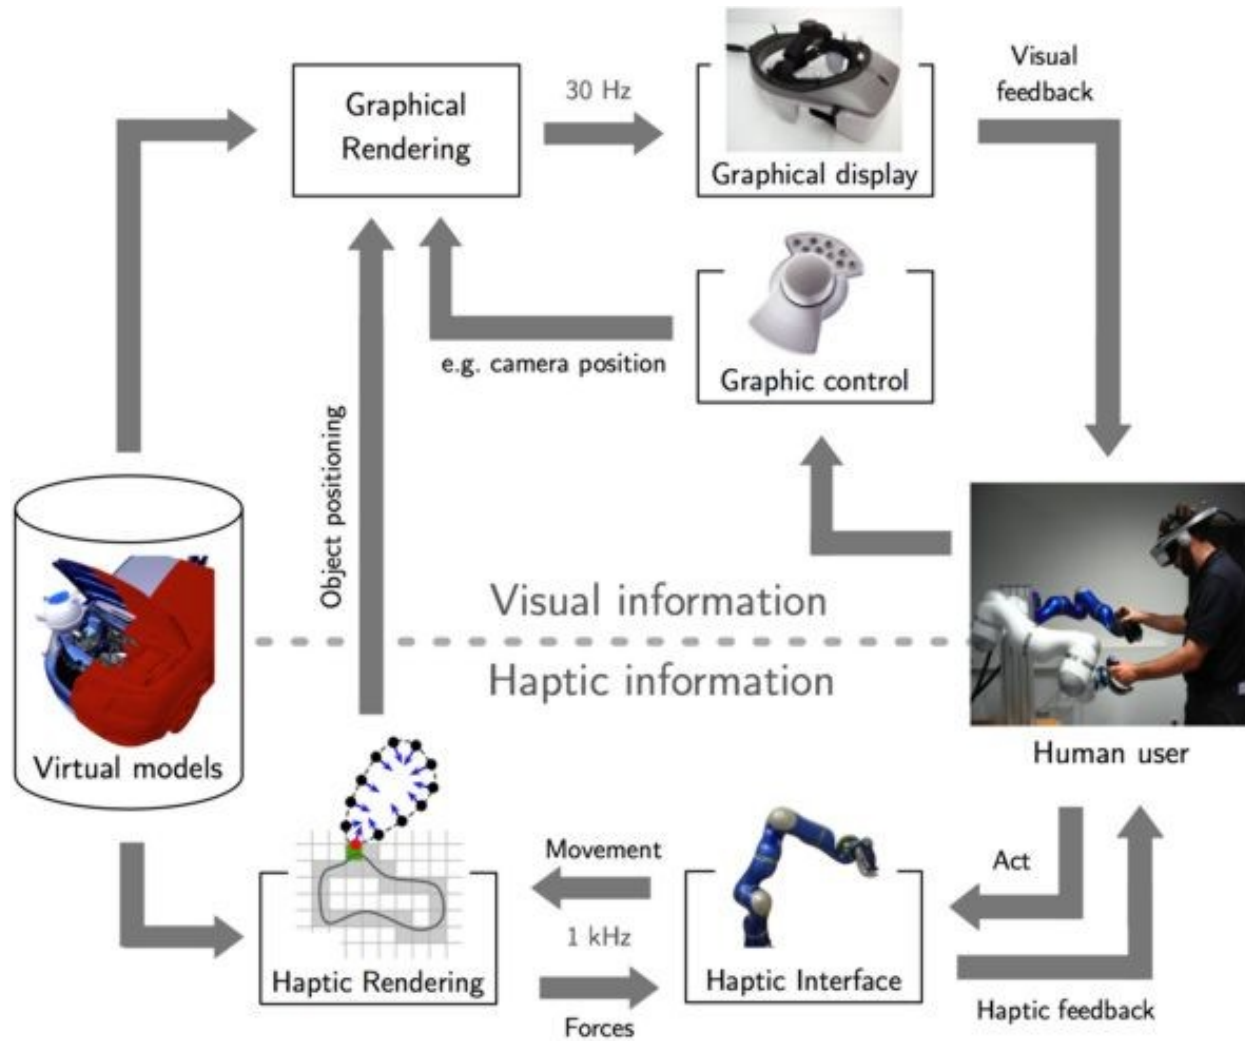 Graphical
Rendering
30 Hz
Graphical display
Visual
feedback
e.g. camera position
Graphic control
Object positioning
Visual information
Haptic information
Virtual models
Human user
Haptic Rendering
Movement
1 kHz
Forces
Haptic Interface
Act
Haptic feedback